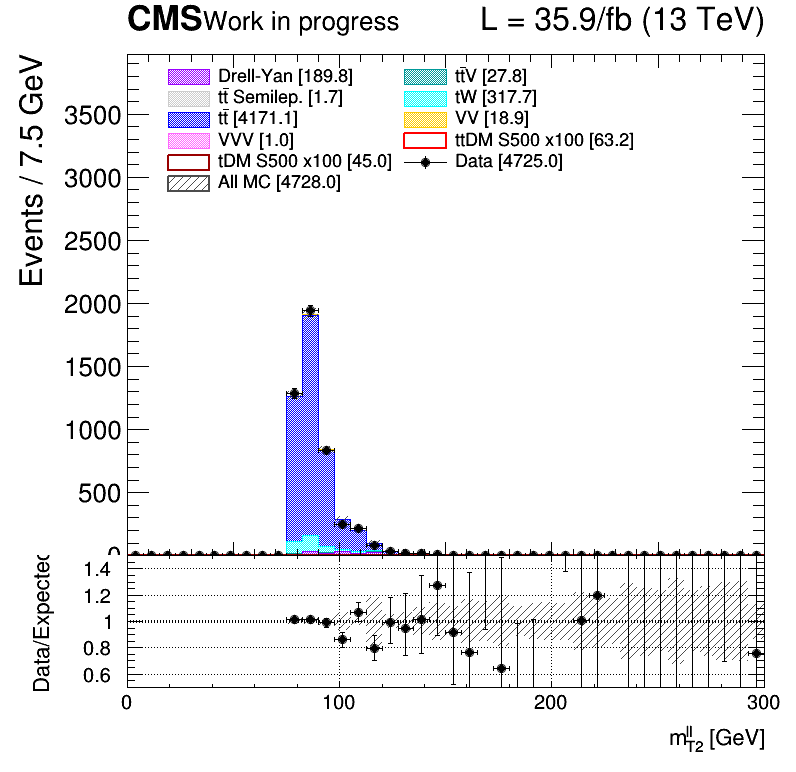 CMS Work in progress L = 35.9/fb (13 TeV)
Events / 7.5 GeV
Drell-Yan [189.8] tt̄V [27.8]
tt̄ Semilep. [1.7] tW [317.7]
tt̄ [4171.1] VV [18.9]
VVV [1.0] ttDM S500 x100 [63.2]
tDM S500 x100 [45.0] Data [4725.0]
All MC [4728.0]
3500
3000
2500
2000
1500
1000
500
0
Data/Expected
1.4
1.2
1
0.8
0.6
0 100 200 300
m_{T2}^{ll} [GeV]